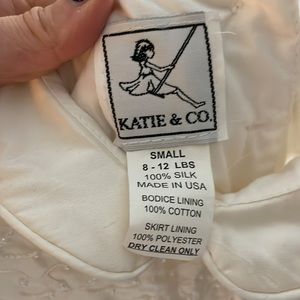 KATIE & CO.
SMALL
8 - 12 LBS
100% SILK
MADE IN USA
BODICE LINING
100% COTTON
SKIRT LINING
100% POLYESTER
DRY CLEAN ONLY